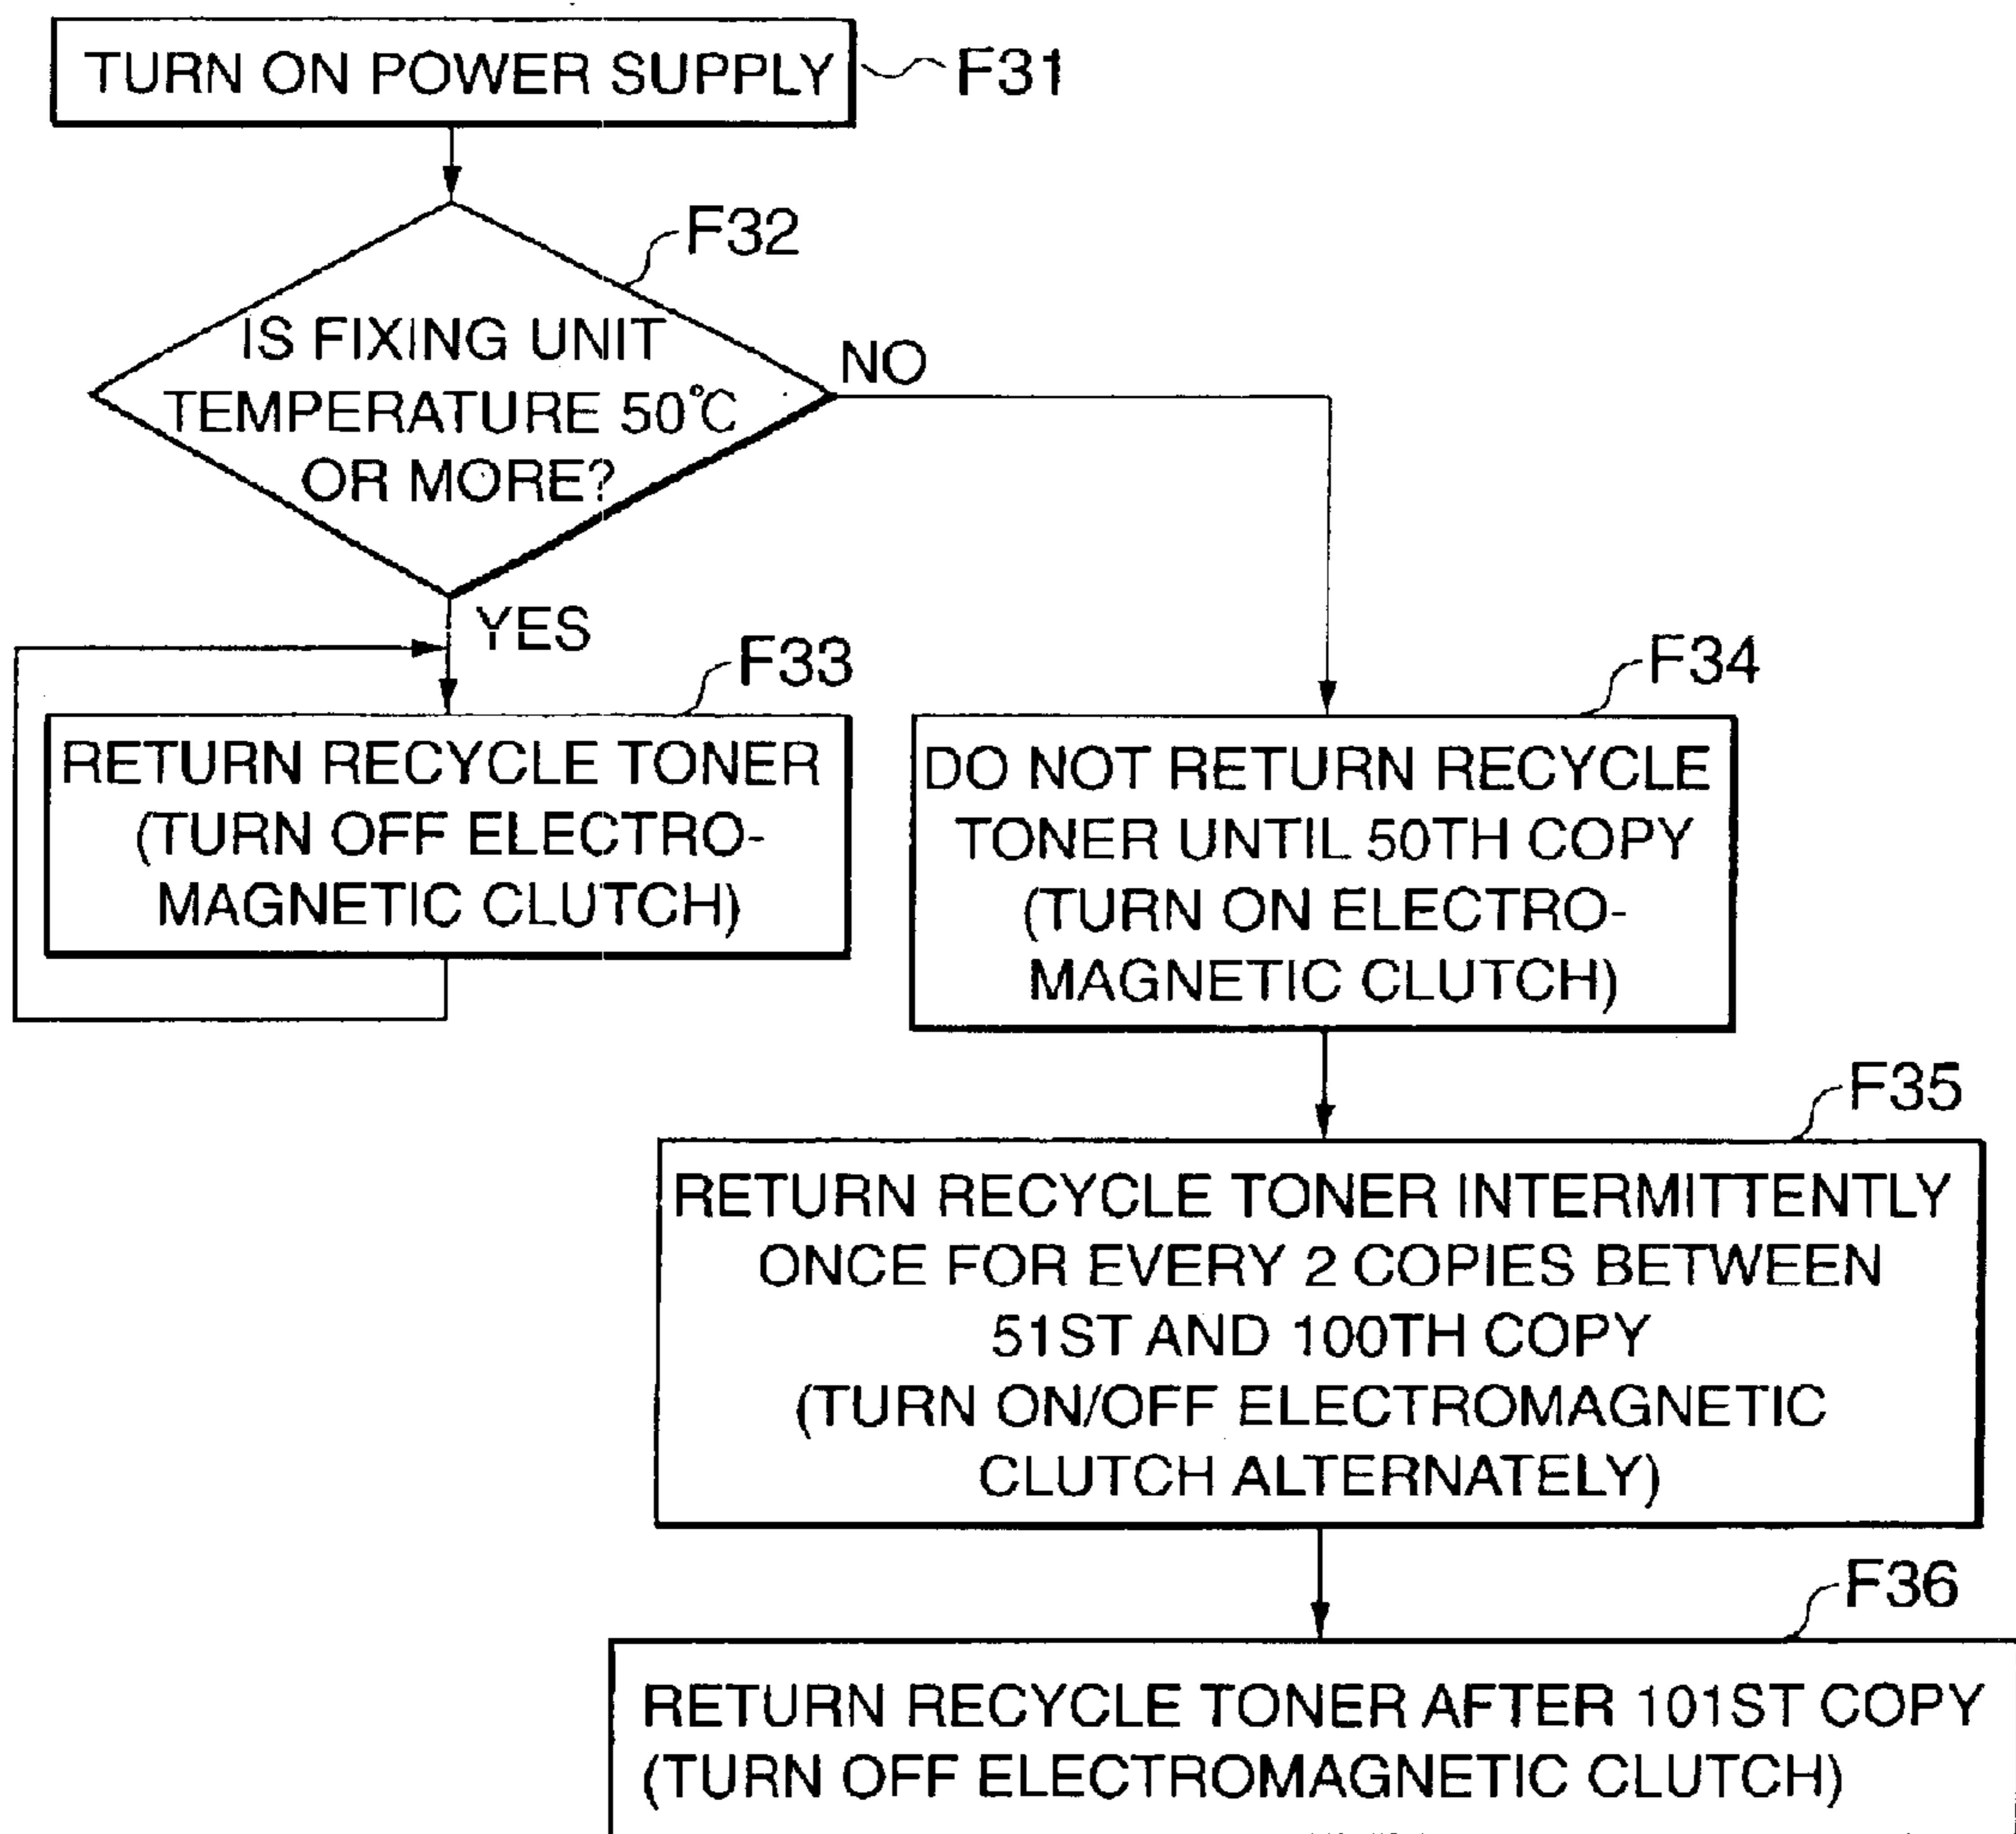 TURN ON POWER SUPPLY
F31
F32
IS FIXING UNIT
TEMPERATURE 50℃
OR MORE?
NO
YES
F33
RETURN RECYCLE TONER
(TURN OFF ELECTRO-
MAGNETIC CLUTCH)
F34
DO NOT RETURN RECYCLE
TONER UNTIL 50TH COPY
(TURN ON ELECTRO-
MAGNETIC CLUTCH)
F35
RETURN RECYCLE TONER INTERMITTENTLY
ONCE FOR EVERY 2 COPIES BETWEEN
51ST AND 100TH COPY
(TURN ON/OFF ELECTROMAGNETIC
CLUTCH ALTERNATELY)
F36
RETURN RECYCLE TONER AFTER 101ST COPY
(TURN OFF ELECTROMAGNETIC CLUTCH)